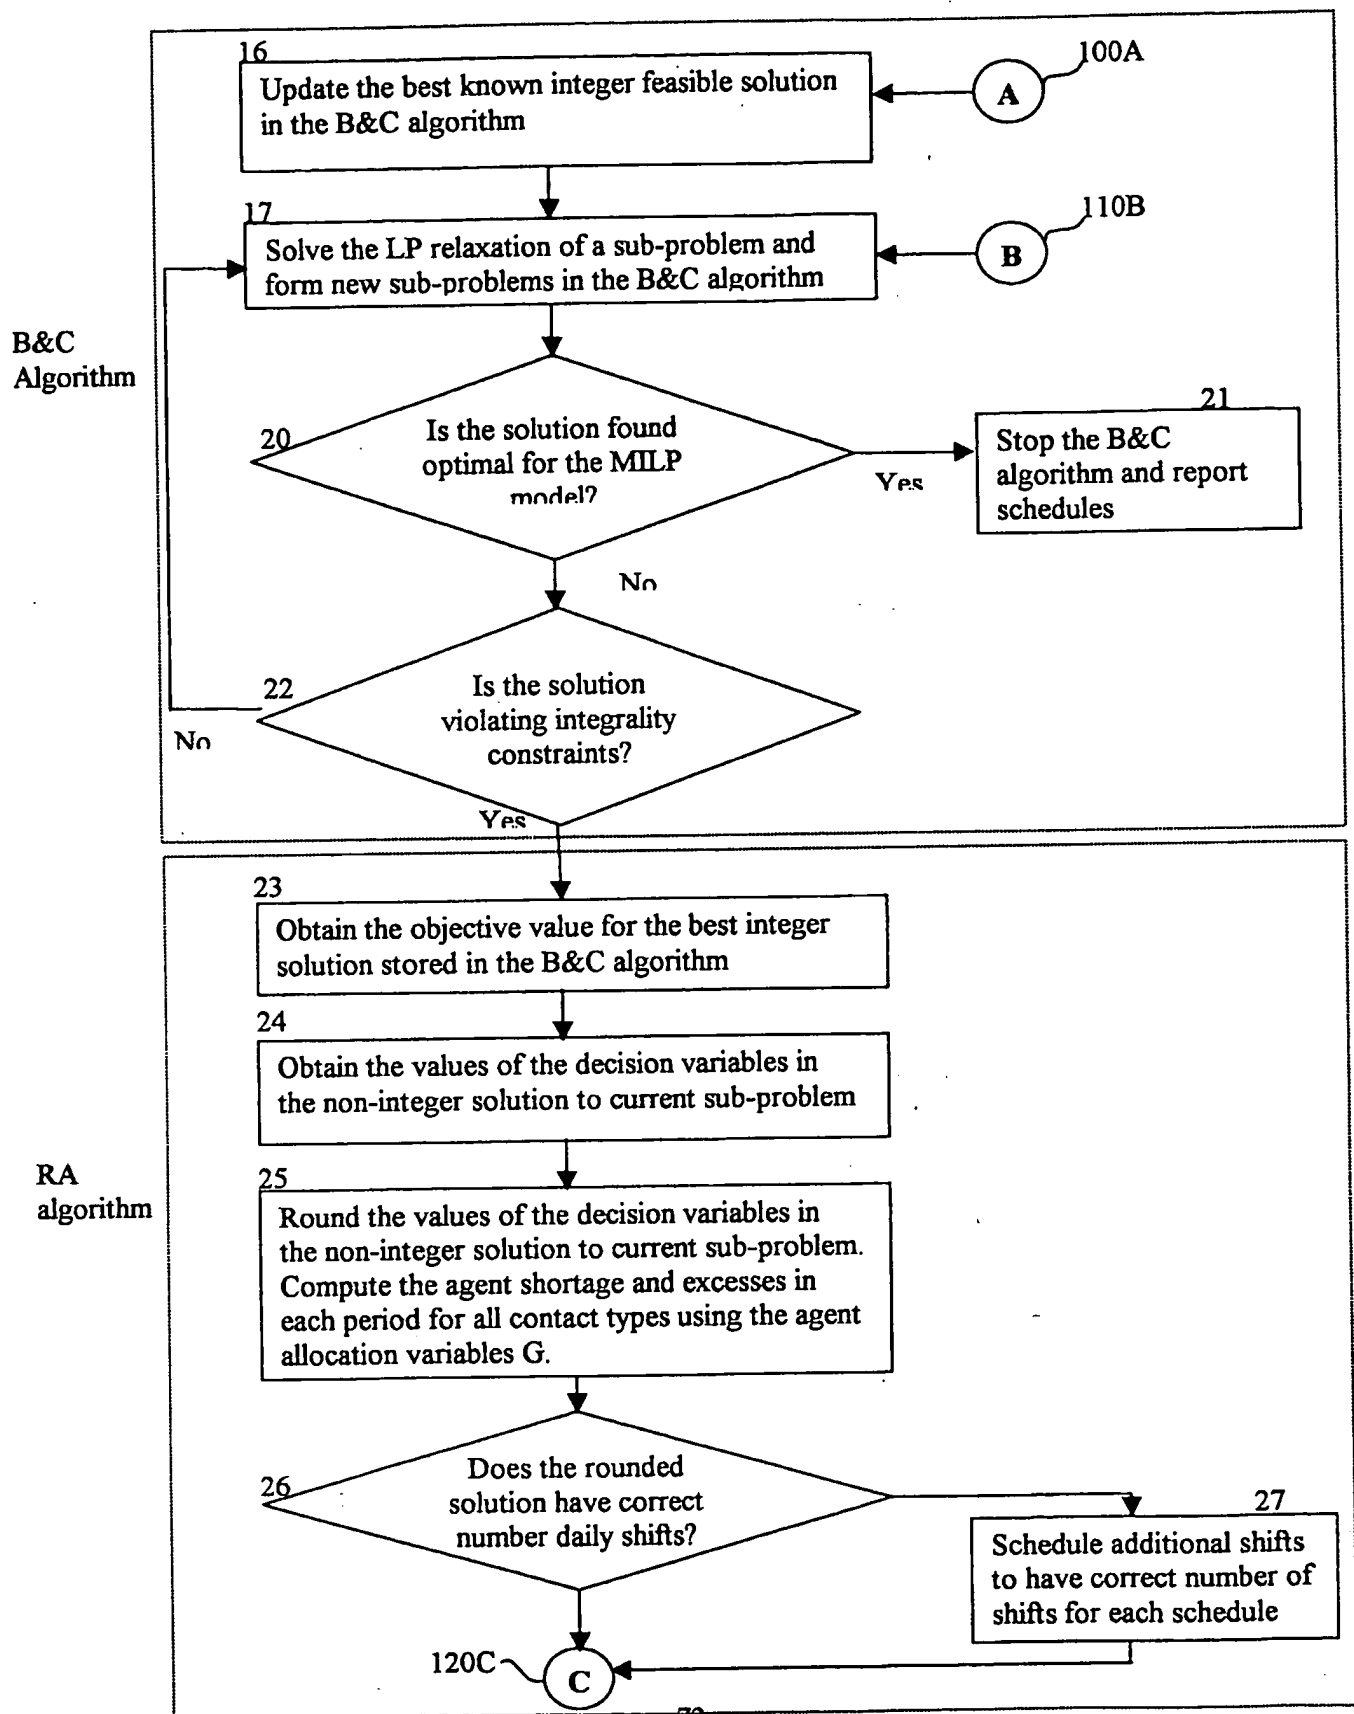 16
100A
Update the best known integer feasible solution
in the B&C algorithm
A
17
110B
Solve the LP relaxation of a sub-problem and
form new sub-problems in the B&C algorithm
B
B&C
Algorithm
20
Is the solution found
optimal for the MILP
model?
Yes
21
Stop the B&C
algorithm and report
schedules
No
22
Is the solution
violating integrality
constraints?
No
Yes
23
Obtain the objective value for the best integer
solution stored in the B&C algorithm
24
Obtain the values of the decision variables in
the non-integer solution to current sub-problem
RA
algorithm
25
Round the values of the decision variables in
the non-integer solution to current sub-problem.
Compute the agent shortage and excesses in
each period for all contact types using the agent
allocation variables G.
26
Does the rounded
solution have correct
number daily shifts?
27
Schedule additional shifts
to have correct number of
shifts for each schedule
120C
C